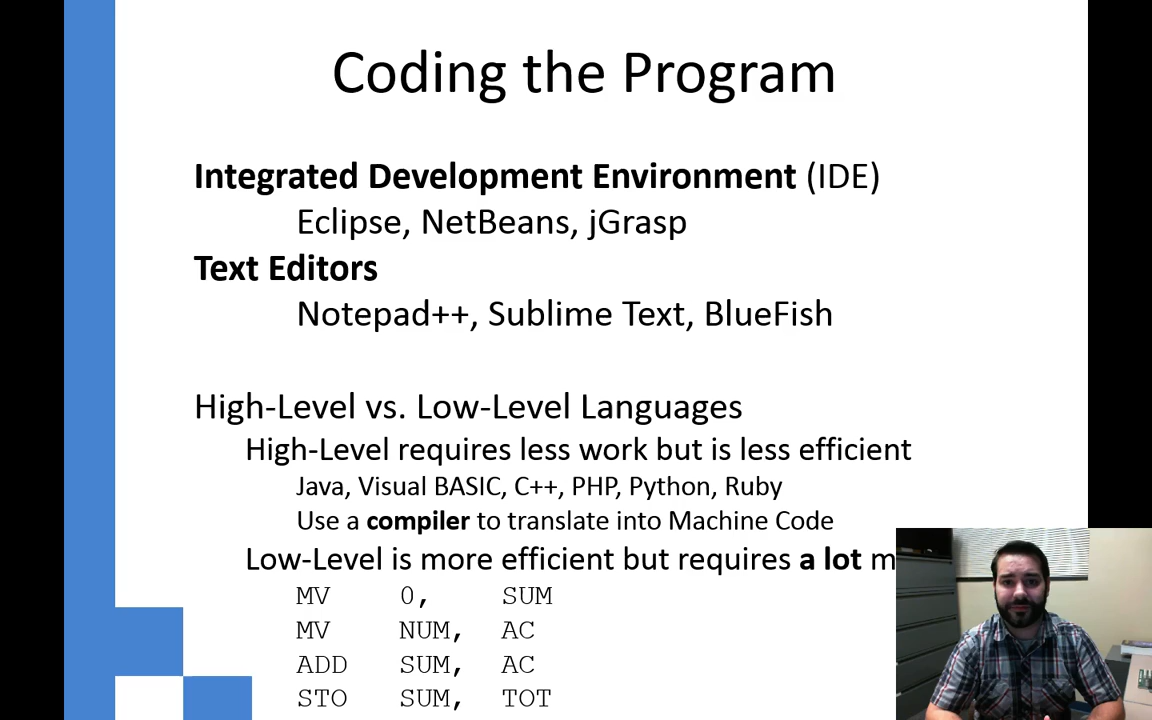 Coding the Program
Integrated Development Environment (IDE)
Eclipse, NetBeans, jGrasp
Text Editors
Notepad++, Sublime Text, BlueFish
High-Level vs. Low-Level Languages
High-Level requires less work but is less efficient
Java, Visual BASIC, C++, PHP, Python, Ruby
Use a compiler to translate into Machine Code
Low-Level is more efficient but requires a lot m
MV 0, SUM
MV NUM, AC
ADD SUM, AC
STO SUM, TOT